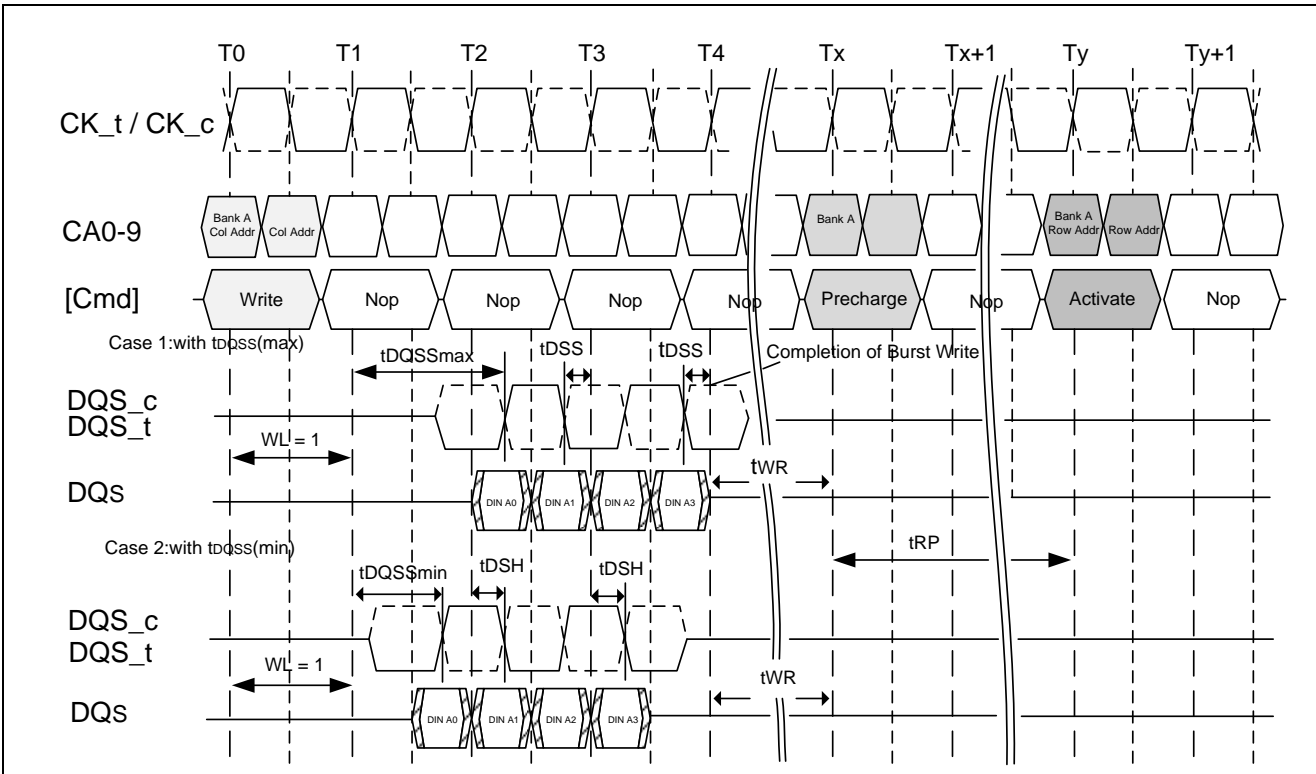 T0 T1 T2 T3 T4 Tx Tx+1 Ty Ty+1
CK_t / CK_c
CA0-9
Bank A
Col Addr
Col Addr
Bank A
Bank A
Row Addr
Row Addr
[Cmd]
Write Nop Nop Nop Nop Precharge Nop Activate Nop
Case 1:with tDQSS(max)
tDQSSmax
tDSS
tDSS
Completion of Burst Write
DQS_c
DQS_t
WL = 1
tWR
DQs
DIN A0 DIN A1 DIN A2 DIN A3
Case 2:with tDQSS(min)
tRP
tDQSSmin
tDSH
tDSH
DQS_c
DQS_t
WL = 1
tWR
DQs
DIN A0 DIN A1 DIN A2 DIN A3